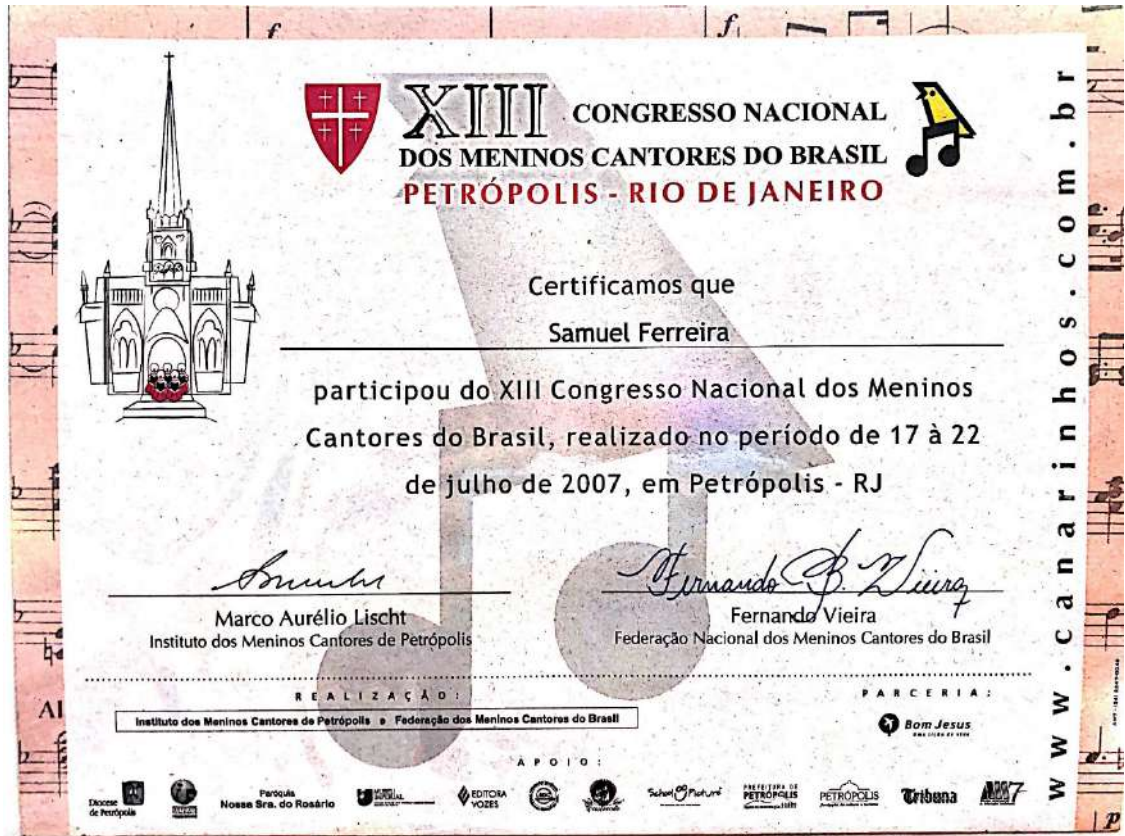 XIII CONGRESSO NACIONAL
DOS MENINOS CANTORES DO BRASIL
PETRÓPOLIS - RIO DE JANEIRO
Certificamos que
Samuel Ferreira
participou do XIII Congresso Nacional dos Meninos
Cantores do Brasil, realizado no período de 17 à 22
de julho de 2007, em Petrópolis - RJ
Fernando B. Vieira
Marco Aurélio Lischt
Instituto dos Meninos Cantores de Petrópolis
Fernando Vieira
Federação Nacional dos Meninos Cantores do Brasil
REALIZAÇÃO:
Instituto dos Meninos Cantores de Petrópolis e Federação dos Meninos Cantores do Brasil
PARCERIA:
Bom Jesus
APOIO:
Diocese
de Petrópolis
Paróquia
Nossa Sra. do Rosário
EDITORA
VOZES
PREFEITURA DE
PETRÓPOLIS
PETRÓPOLIS
Tribuna
www.canarinhos.com.br